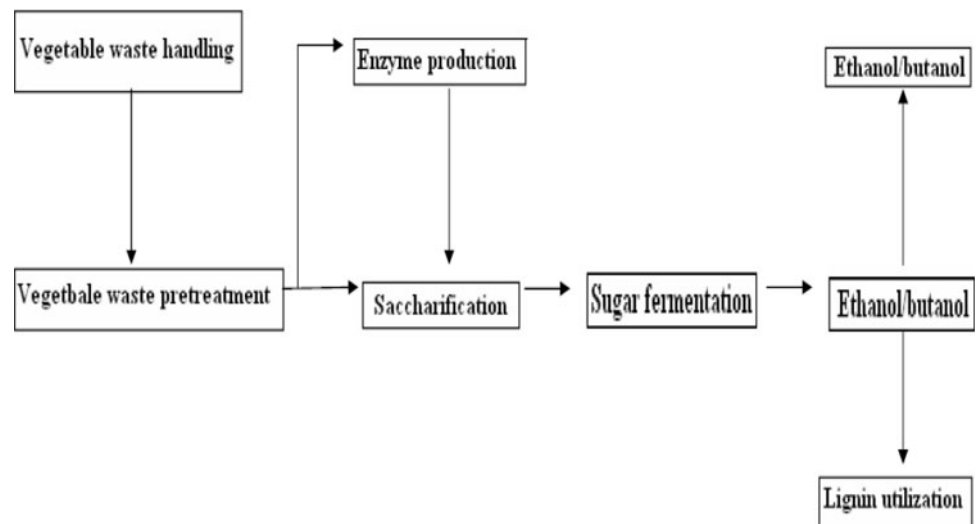 Vegetable waste handling
Enzyme production
Ethanol/butanol
Vegetbale waste pretreatment
Saccharification
Sugar fermentation
Ethanol/butanol
Lignin utilization